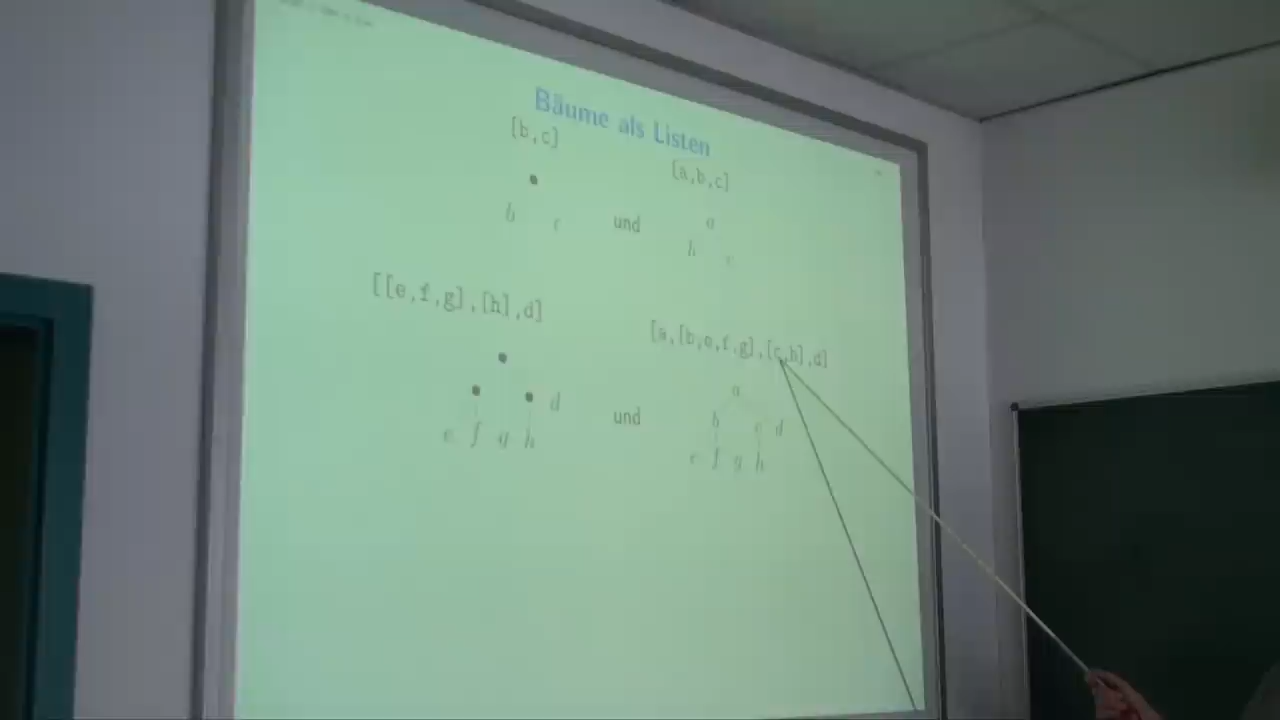 Bäume als Listen
[b,c]
[a,b,c]
b c
und
a
b c
[[e,f,g],[h],d]
[a,[b,e,f,g],[c,h],d]
d
e f g h
und
a
b c d
e f g h